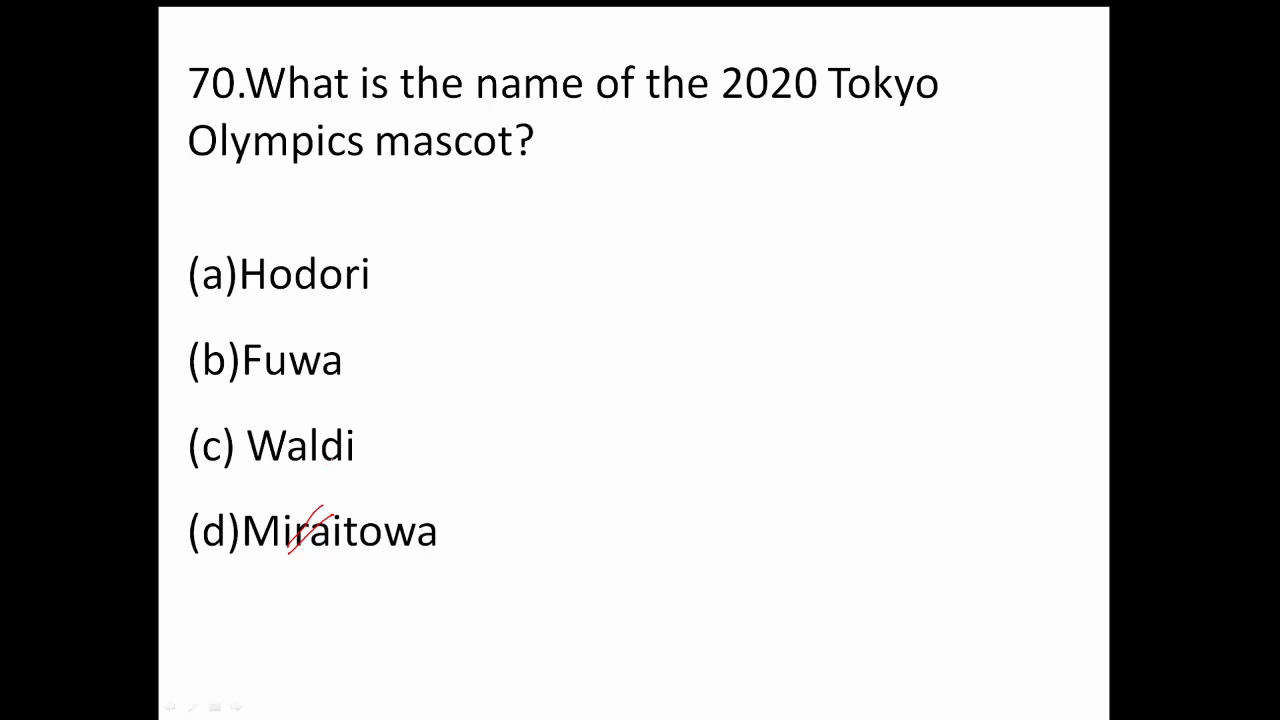 70.What is the name of the 2020 Tokyo
Olympics mascot?
(a)Hodori
(b)Fuwa
(c) Waldi
(d)Miraitowa